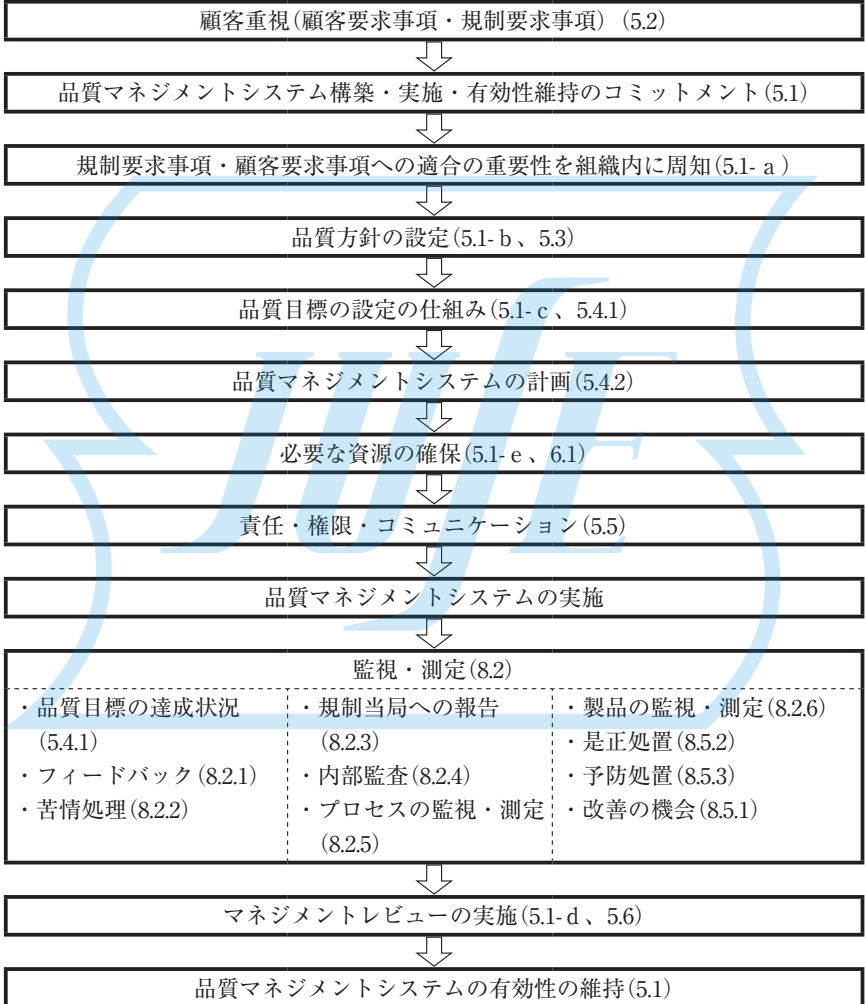 顧客重視(顧客要求事項・規制要求事項) (5.2)
品質マネジメントシステム構築・実施・有効性維持のコミットメント(5.1)
規制要求事項・顧客要求事項への適合の重要性を組織内に周知(5.1-a)
品質方針の設定(5.1-b、5.3)
品質目標の設定の仕組み(5.1-c、5.4.1)
品質マネジメントシステムの計画(5.4.2)
必要な資源の確保(5.1-e、6.1)
責任・権限・コミュニケーション(5.5)
品質マネジメントシステムの実施
監視・測定(8.2)
・品質目標の達成状況
(5.4.1)
・フィードバック(8.2.1)
・苦情処理(8.2.2)
・規制当局への報告
(8.2.3)
・内部監査(8.2.4)
・プロセスの監視・測定
(8.2.5)
・製品の監視・測定(8.2.6)
・是正処置(8.5.2)
・予防処置(8.5.3)
・改善の機会(8.5.1)
マネジメントレビューの実施(5.1-d、5.6)
品質マネジメントシステムの有効性の維持(5.1)
JUSE